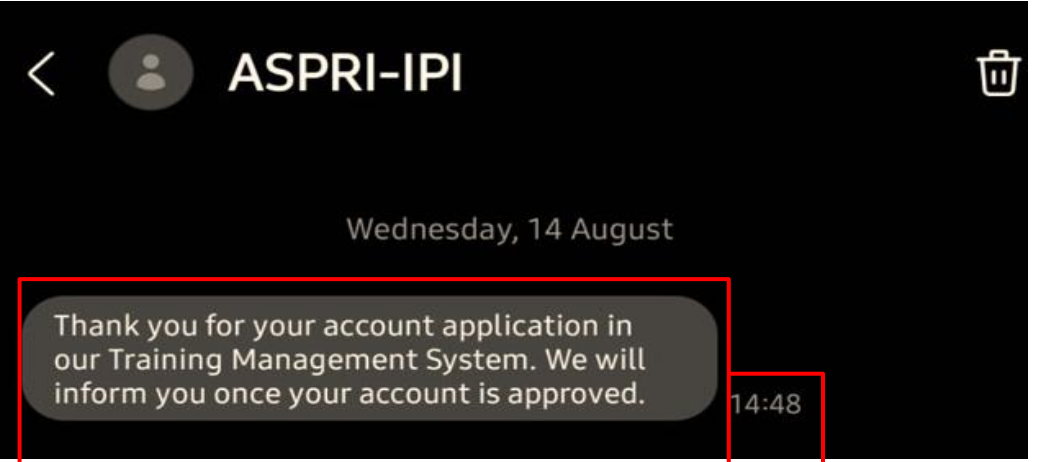 ASPRI-IPI
Wednesday, 14 August
Thank you for your account application in
our Training Management System. We will
inform you once your account is approved.
14:48